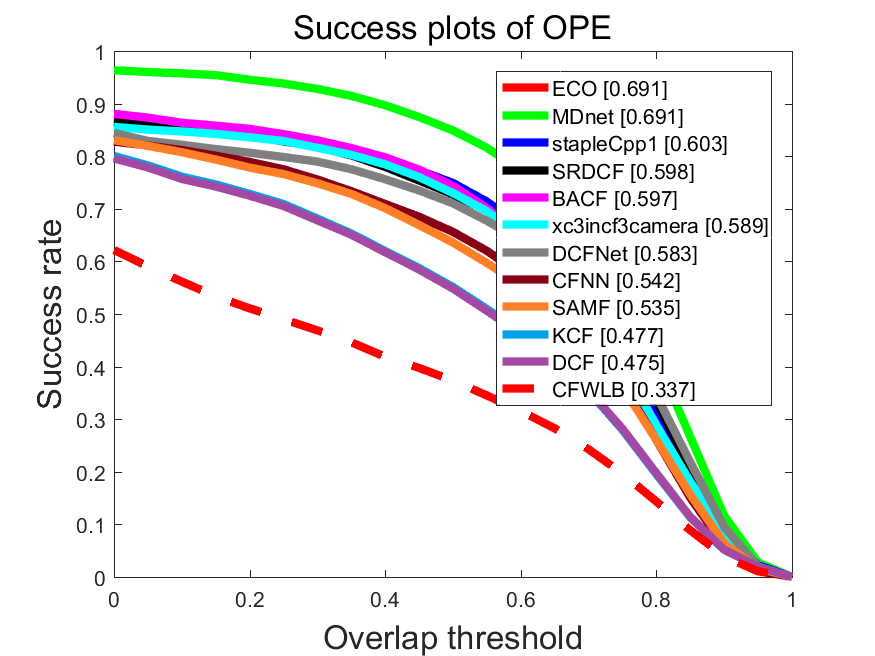 Success plots of OPE
1
0.9
0.8
0.7
0.6
0.5
0.4
0.3
0.2
0.1
0
Success rate
ECO [0.691]
MDnet [0.691]
stapleCpp1 [0.603]
SRDCF [0.598]
BACF [0.597]
xc3incf3camera [0.589]
DCFNet [0.583]
CFNN [0.542]
SAMF [0.535]
KCF [0.477]
DCF [0.475]
CFWLB [0.337]
0 0.2 0.4 0.6 0.8 1
Overlap threshold